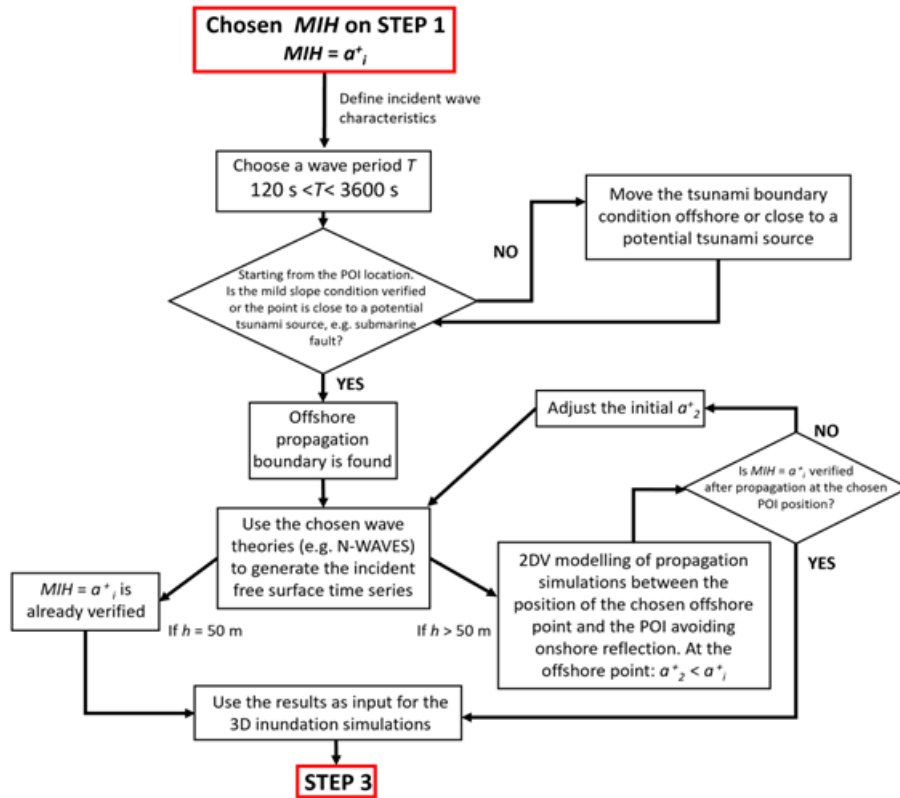 Chosen MIH on STEP 1
MIH = a⁺ᵢ
Define incident wave
characteristics
Choose a wave period T
120 s <T< 3600 s
Move the tsunami boundary
condition offshore or close to a
potential tsunami source
NO
Starting from the POI location.
Is the mild slope condition verified
or the point is close to a potential
tsunami source, e.g. submarine
fault?
YES
Offshore
propagation
boundary is found
Adjust the initial a⁺₂
NO
Is MIH = a⁺ᵢ verified
after propagation at the chosen
POI position?
YES
Use the chosen wave
theories (e.g. N-WAVES)
to generate the incident
free surface time series
MIH = a⁺ᵢ is
already verified
If h = 50 m
If h > 50 m
2DV modelling of propagation
simulations between the
position of the chosen offshore
point and the POI avoiding
onshore reflection. At the
offshore point: a⁺₂ < a⁺ᵢ
Use the results as input for the
3D inundation simulations
STEP 3